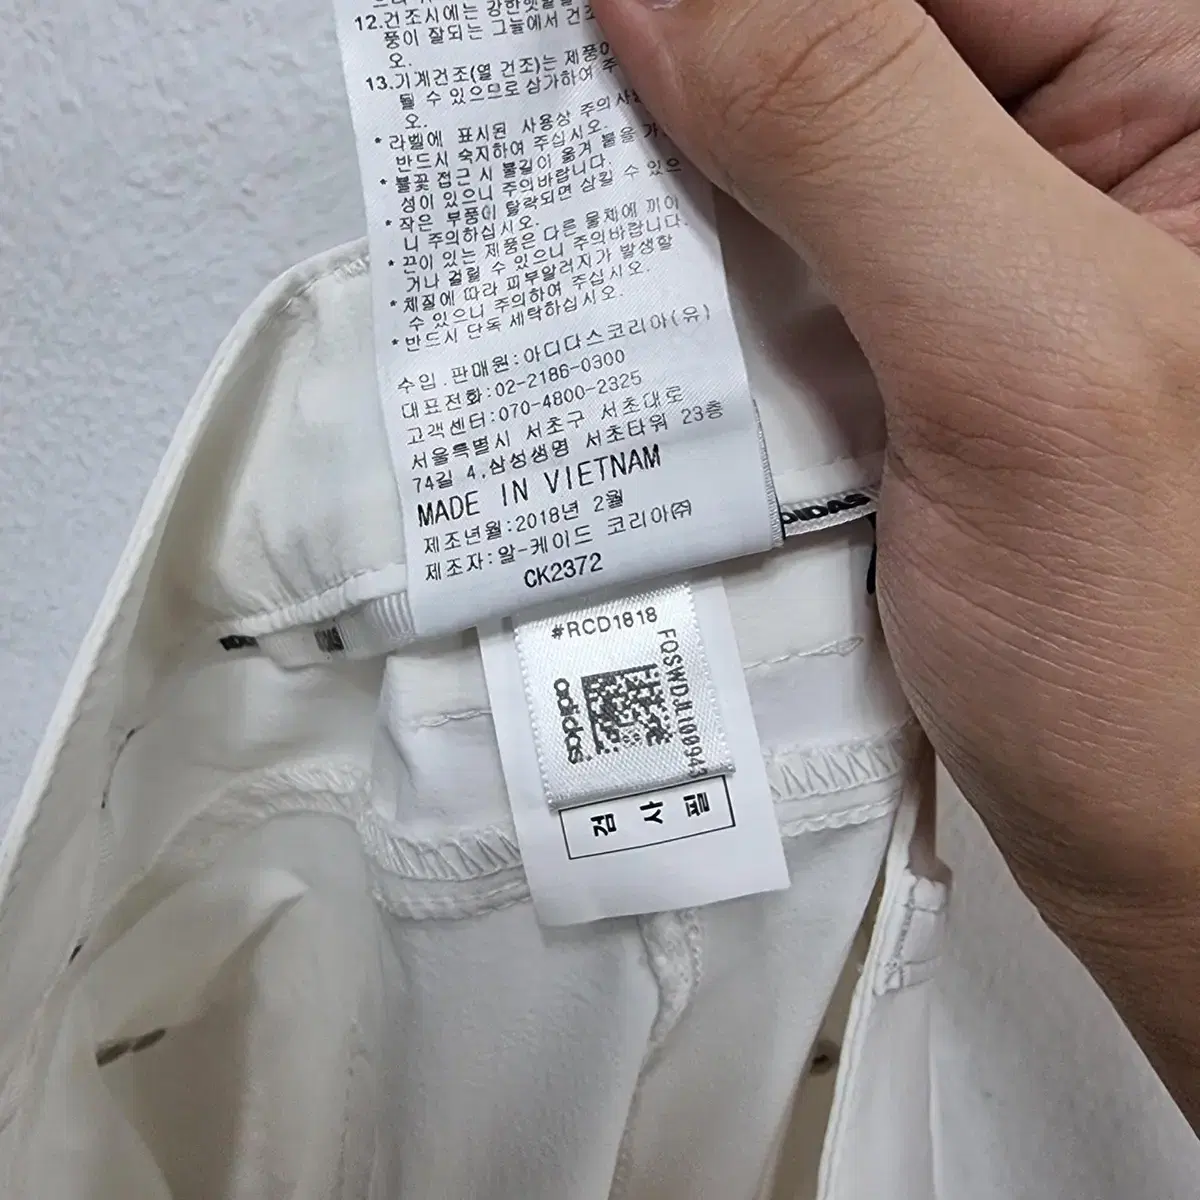 12.건조시에는 강한
풍이 잘되는 그늘에서 건조
오.
13.기계건조(열 건조)는 제품이
될 수 있으므로 삼가하여 주
오.
* 라벨에 표시된 사용상 주의사
반드시 숙지하여 주십시오.
* 불꽃 접근 시 불길이 옮겨 붙을 가
성이 있으니 주의바랍니다.
* 작은 부품이 탈락되면 삼킬 수 있으
니 주의하십시오.
* 끈이 있는 제품은 다른 물체에 끼이
거나 걸릴 수 있으니 주의바랍니다.
* 체질에 따라 피부알러지가 발생할
수 있으니 주의하여 주십시오.
* 반드시 단독 세탁하십시오.
수입.판매원:아디다스코리아(유)
대표전화:02-2186-0300
고객센터:070-4800-2325
서울특별시 서초구 서초대로
74길 4,삼성생명 서초타워 23층
MADE IN VIETNAM
제조년월:2018년 2월
제조자:알-케이드 코리아㈜
CK2372
#RCD1818
adidas
검사필